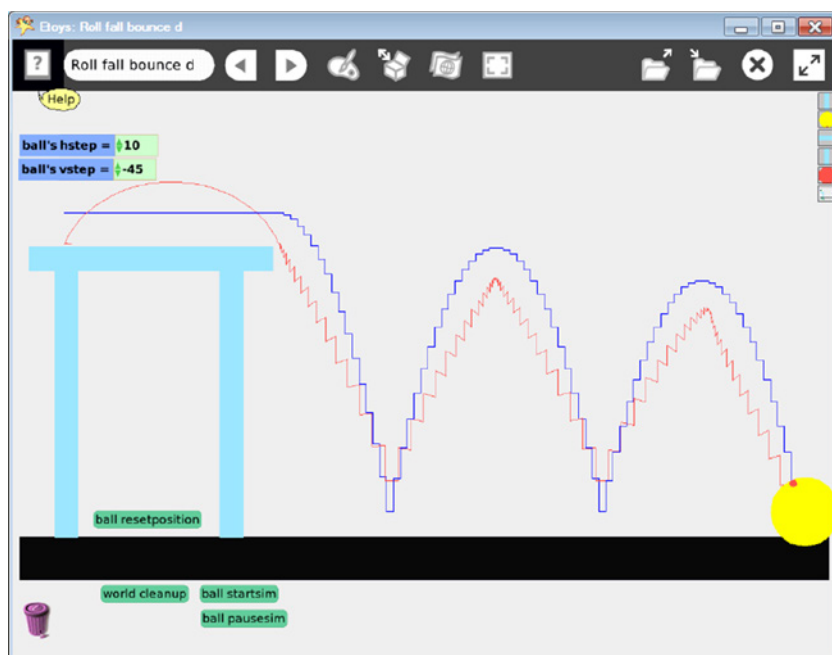 Etoys: Roll fall bounce d
? Roll fall bounce d
Help
ball's hstep = 10
ball's vstep = -45
ball resetposition
world cleanup ball startsim
ball pausesim